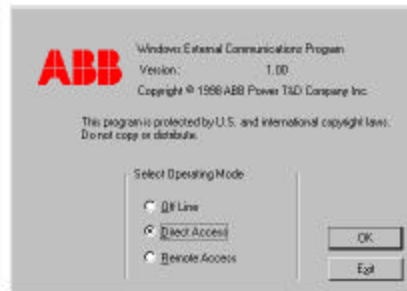 ABB
Windows External Communications Program
Version: 1.00
Copyright © 1998 ABB Power T&D Company Inc.
This program is protected by U.S. and international copyright laws.
Do not copy or distribute.
Select Operating Mode
Off Line
Direct Access
Remote Access
OK
Exit